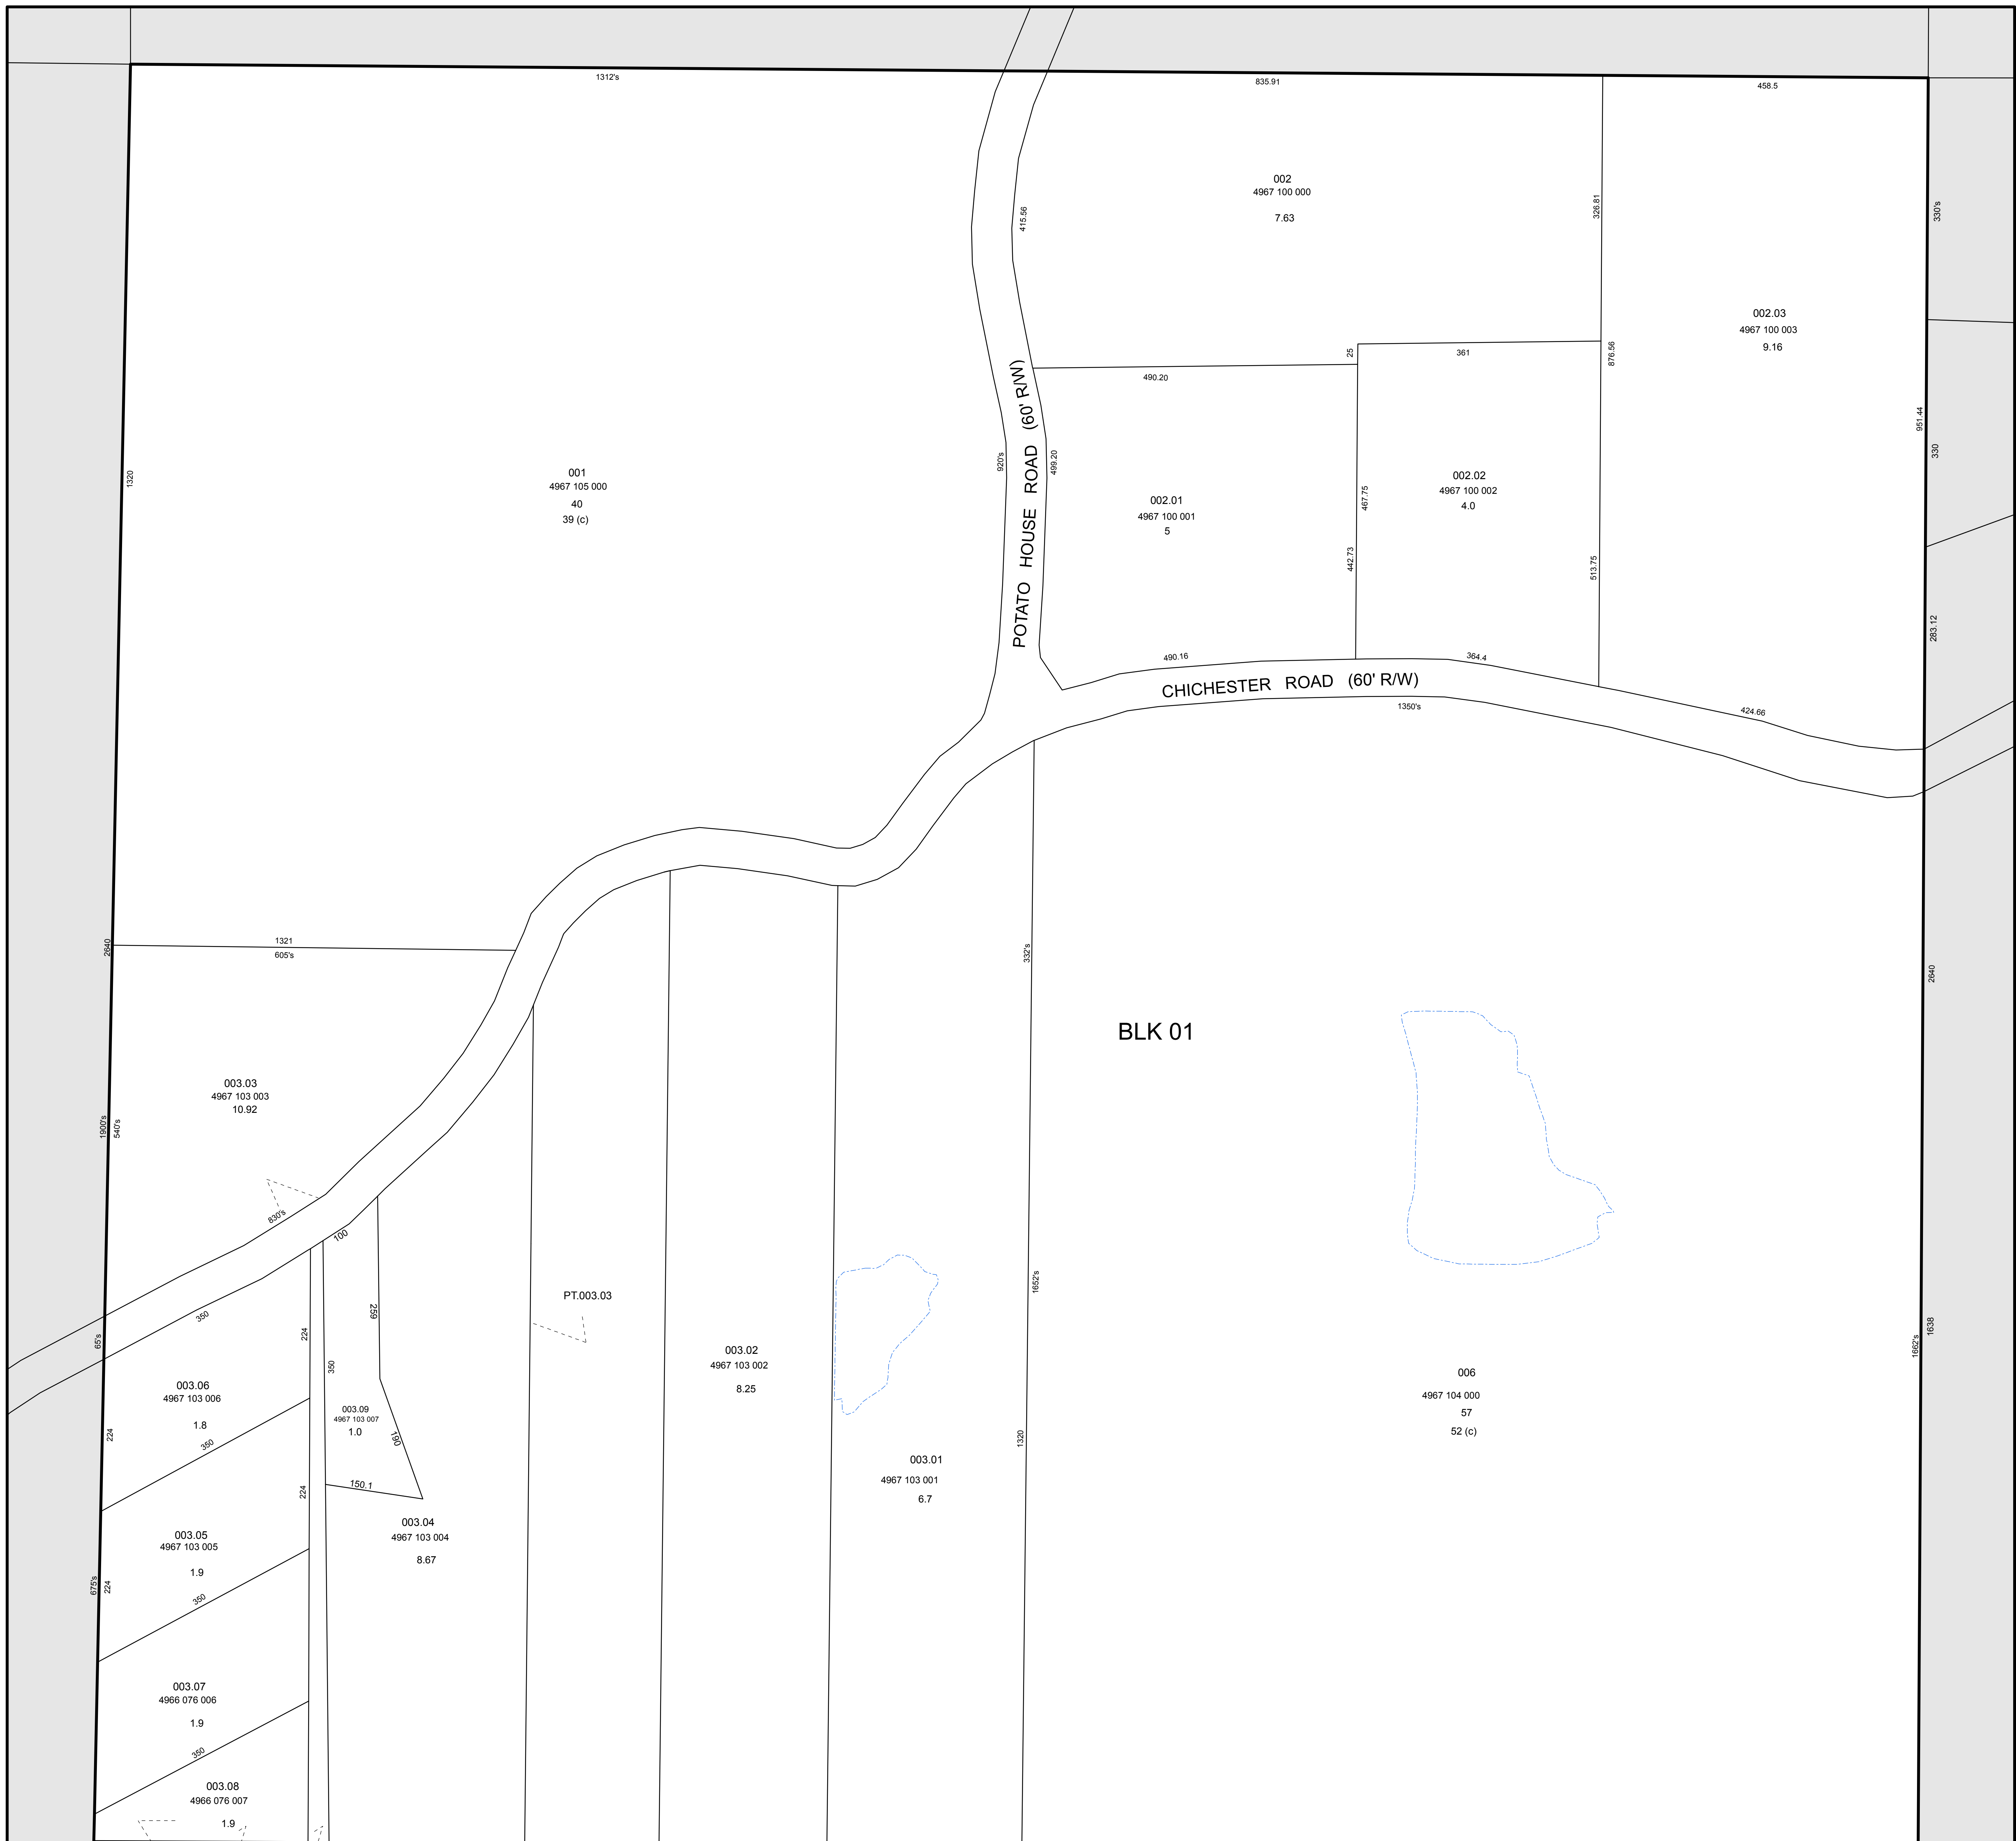 1312's
835.91
458.5
002
4967 100 000
7.63
415.56
326.81
330's
002.03
4967 100 003
9.16
25
361
876.56
490.20
951.44
330
1320
001
4967 105 000
40
39 (c)
920's
POTATO HOUSE ROAD (60' R/W)
499.20
002.01
4967 100 001
5
467.75
442.73
002.02
4967 100 002
4.0
513.75
283.12
490.16
364.4
CHICHESTER ROAD (60' R/W)
1350's
424.66
2640
1321
605's
332's
2640
BLK 01
003.03
4967 103 003
10.92
1900's
540's
830's
100
PT.003.03
259
65's
350
224
350
1652's
1638
1662's
003.02
4967 103 002
8.25
006
4967 104 000
57
52 (c)
003.06
4967 103 006
1.8
003.09
4967 103 007
1.0
190
224
350
1320
003.01
4967 103 001
6.7
224
150.1
003.04
4967 103 004
8.67
003.05
4967 103 005
1.9
675's
224
350
003.07
4966 076 006
1.9
350
003.08
4966 076 007
1.9